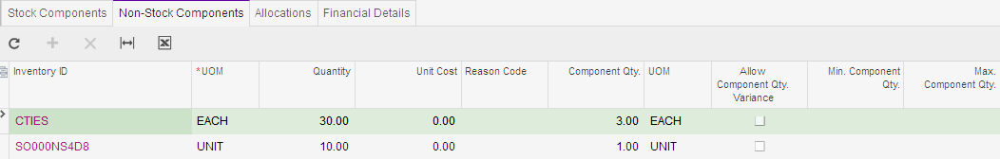 Stock Components Non-Stock Components Allocations Financial Details
Inventory ID *UOM Quantity Unit Cost Reason Code Component Qty. UOM Allow Component Qty. Variance Min. Component Qty. Max. Component Qty.
CTIES EACH 30.00 0.00 3.00 EACH
SO000NS4D8 UNIT 10.00 0.00 1.00 UNIT